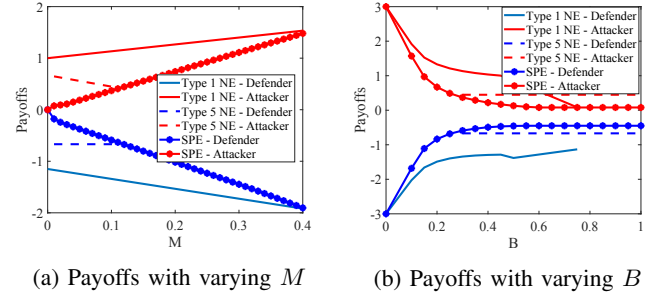 2
1
0
-1
-2
Payoffs
0
0.1
0.2
0.3
0.4
M
Type 1 NE - Defender
Type 1 NE - Attacker
Type 5 NE - Defender
Type 5 NE - Attacker
SPE - Defender
SPE - Attacker
(a) Payoffs with varying M
3
2
1
0
-1
-2
-3
Payoffs
0
0.2
0.4
0.6
0.8
1
B
Type 1 NE - Defender
Type 1 NE - Attacker
Type 5 NE - Defender
Type 5 NE - Attacker
SPE - Defender
SPE - Attacker
(b) Payoffs with varying B